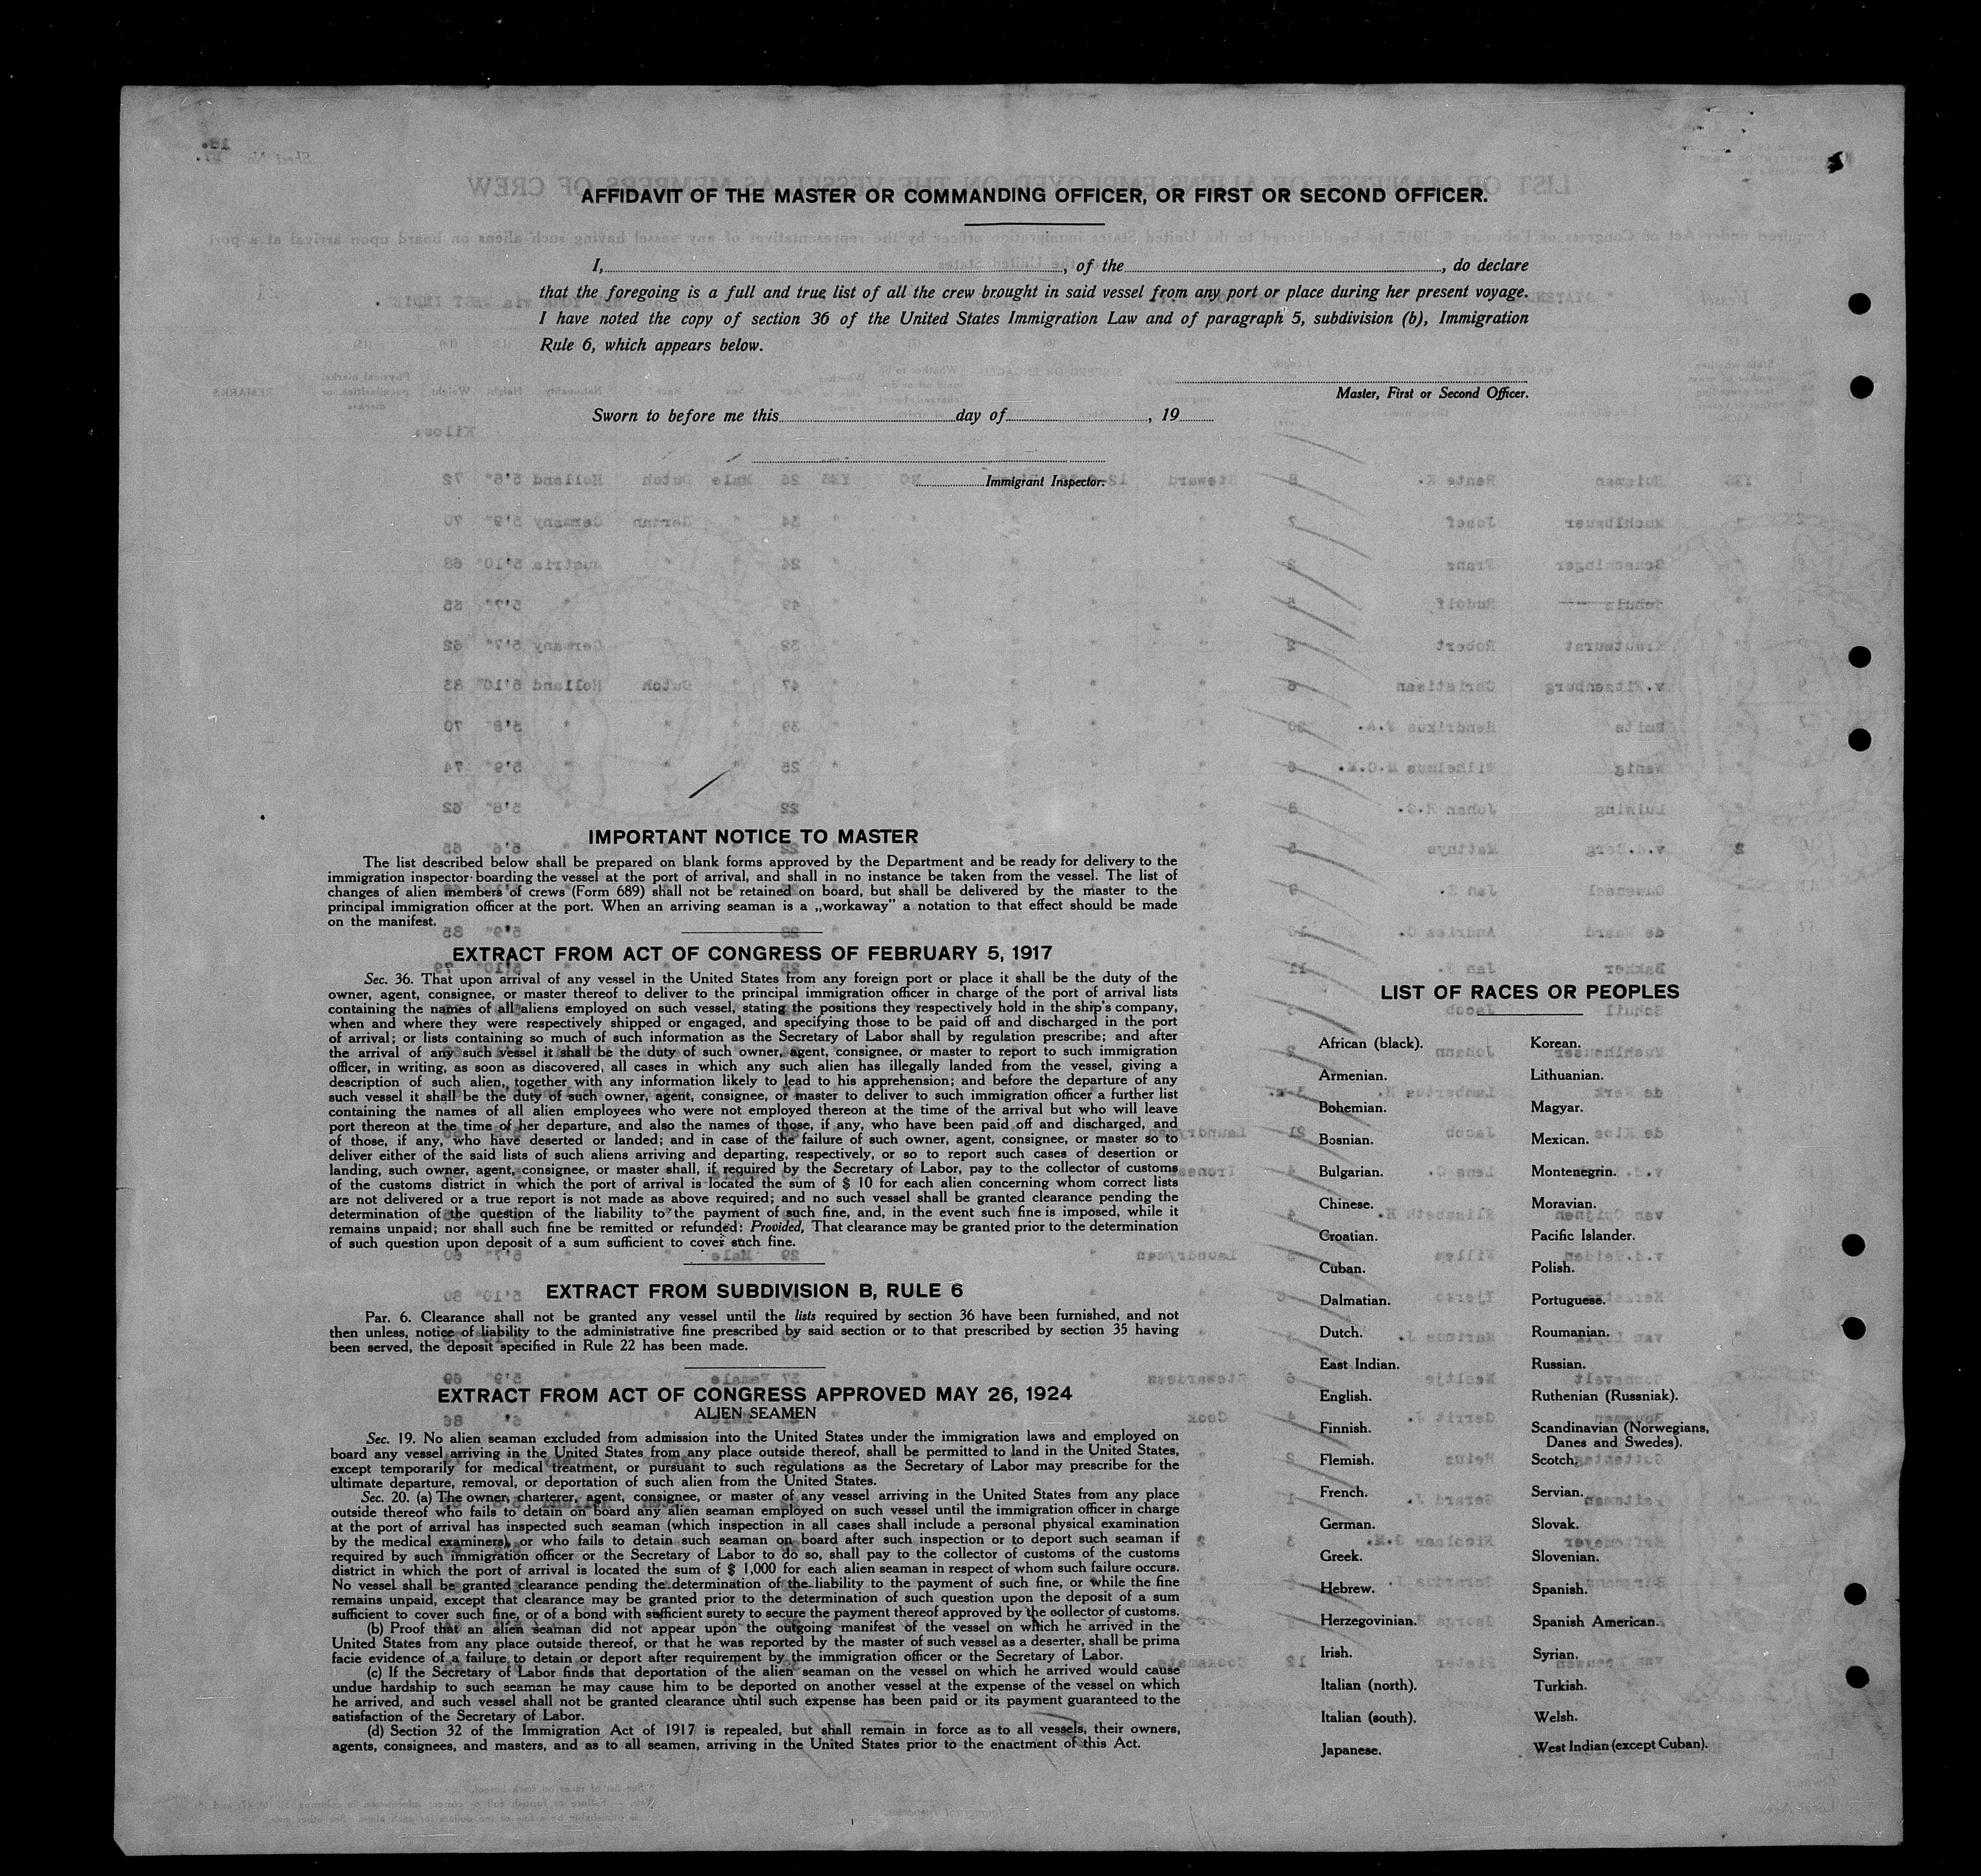 AFFIDAVIT OF THE MASTER OR COMMANDING OFFICER, OR FIRST OR SECOND OFFICER.
I, , of the , do declare
that the foregoing is a full and true list of all the crew brought in said vessel from any port or place during her present voyage.
I have noted the copy of section 36 of the United States Immigration Law and of paragraph 5, subdivision (b), Immigration
Rule 6, which appears below.
Master, First or Second Officer.
Sworn to before me this day of , 19
Immigrant Inspector.
IMPORTANT NOTICE TO MASTER
The list described below shall be prepared on blank forms approved by the Department and be ready for delivery to the
immigration inspector boarding the vessel at the port of arrival, and shall in no instance be taken from the vessel. The list of
changes of alien members of crews (Form 689) shall not be retained on board, but shall be delivered by the master to the
principal immigration officer at the port. When an arriving seaman is a „workaway” a notation to that effect should be made
on the manifest.
EXTRACT FROM ACT OF CONGRESS OF FEBRUARY 5, 1917
Sec. 36. That upon arrival of any vessel in the United States from any foreign port or place it shall be the duty of the
owner, agent, consignee, or master thereof to deliver to the principal immigration officer in charge of the port of arrival lists
containing the names of all aliens employed on such vessel, stating the positions they respectively hold in the ship's company,
when and where they were respectively shipped or engaged, and specifying those to be paid off and discharged in the port
of arrival; or lists containing so much of such information as the Secretary of Labor shall by regulation prescribe; and after
the arrival of any such vessel it shall be the duty of such owner, agent, consignee, or master to report to such immigration
officer, in writing, as soon as discovered, all cases in which any such alien has illegally landed from the vessel, giving a
description of such alien, together with any information likely to lead to his apprehension; and before the departure of any
such vessel it shall be the duty of such owner, agent, consignee, or master to deliver to such immigration officer a further list
containing the names of all alien employees who were not employed thereon at the time of the arrival but who will leave
port thereon at the time of her departure, and also the names of those, if any, who have been paid off and discharged, and
of those, if any, who have deserted or landed; and in case of the failure of such owner, agent, consignee, or master so to
deliver either of the said lists of such aliens arriving and departing, respectively, or so to report such cases of desertion or
landing, such owner, agent, consignee, or master shall, if required by the Secretary of Labor, pay to the collector of customs
of the customs district in which the port of arrival is located the sum of $ 10 for each alien concerning whom correct lists
are not delivered or a true report is not made as above required; and no such vessel shall be granted clearance pending the
determination of the question of the liability to the payment of such fine, and, in the event such fine is imposed, while it
remains unpaid; nor shall such fine be remitted or refunded: Provided, That clearance may be granted prior to the determination
of such question upon deposit of a sum sufficient to cover such fine.
EXTRACT FROM SUBDIVISION B, RULE 6
Par. 6. Clearance shall not be granted any vessel until the lists required by section 36 have been furnished, and not
then unless, notice of liability to the administrative fine prescribed by said section or to that prescribed by section 35 having
been served, the deposit specified in Rule 22 has been made.
EXTRACT FROM ACT OF CONGRESS APPROVED MAY 26, 1924
ALIEN SEAMEN
Sec. 19. No alien seaman excluded from admission into the United States under the immigration laws and employed on
board any vessel arriving in the United States from any place outside thereof, shall be permitted to land in the United States,
except temporarily for medical treatment, or pursuant to such regulations as the Secretary of Labor may prescribe for the
ultimate departure, removal, or deportation of such alien from the United States.
Sec. 20. (a) The owner, charterer, agent, consignee, or master of any vessel arriving in the United States from any place
outside thereof who fails to detain on board any alien seaman employed on such vessel until the immigration officer in charge
at the port of arrival has inspected such seaman (which inspection in all cases shall include a personal physical examination
by the medical examiners), or who fails to detain such seaman on board after such inspection or to deport such seaman if
required by such immigration officer or the Secretary of Labor to do so, shall pay to the collector of customs of the customs
district in which the port of arrival is located the sum of $ 1,000 for each alien seaman in respect of whom such failure occurs.
No vessel shall be granted clearance pending the determination of the liability to the payment of such fine, or while the fine
remains unpaid, except that clearance may be granted prior to the determination of such question upon the deposit of a sum
sufficient to cover such fine, or of a bond with sufficient surety to secure the payment thereof approved by the collector of customs.
(b) Proof that an alien seaman did not appear upon the outgoing manifest of the vessel on which he arrived in the
United States from any place outside thereof, or that he was reported by the master of such vessel as a deserter, shall be prima
facie evidence of a failure to detain or deport after requirement by the immigration officer or the Secretary of Labor.
(c) If the Secretary of Labor finds that deportation of the alien seaman on the vessel on which he arrived would cause
undue hardship to such seaman he may cause him to be deported on another vessel at the expense of the vessel on which
he arrived, and such vessel shall not be granted clearance until such expense has been paid or its payment guaranteed to the
satisfaction of the Secretary of Labor.
(d) Section 32 of the Immigration Act of 1917 is repealed, but shall remain in force as to all vessels, their owners,
agents, consignees, and masters, and as to all seamen, arriving in the United States prior to the enactment of this Act.
LIST OF RACES OR PEOPLES
African (black).
Armenian.
Bohemian.
Bosnian.
Bulgarian.
Chinese.
Croatian.
Cuban.
Dalmatian.
Dutch.
East Indian.
English.
Finnish.
Flemish.
French.
German.
Greek.
Hebrew.
Herzegovinian.
Irish.
Italian (north).
Italian (south).
Japanese.
Korean.
Lithuanian.
Magyar.
Mexican.
Montenegrin.
Moravian.
Pacific Islander.
Polish.
Portuguese.
Roumanian.
Russian.
Ruthenian (Russniak).
Scandinavian (Norwegians,
Danes and Swedes).
Scotch.
Servian.
Slovak.
Slovenian.
Spanish.
Spanish American.
Syrian.
Turkish.
Welsh.
West Indian (except Cuban).